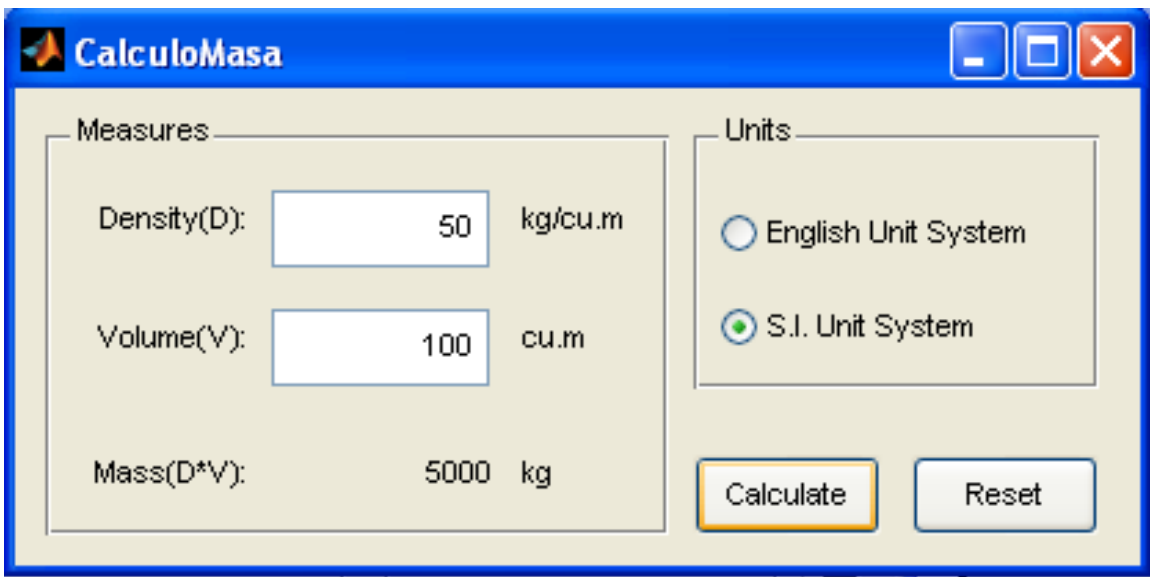 CalculoMasa
Measures
Density(D): 50 kg/cu.m
Volume(V): 100 cu.m
Mass(D*V): 5000 kg
Units
English Unit System
S.I. Unit System
Calculate Reset